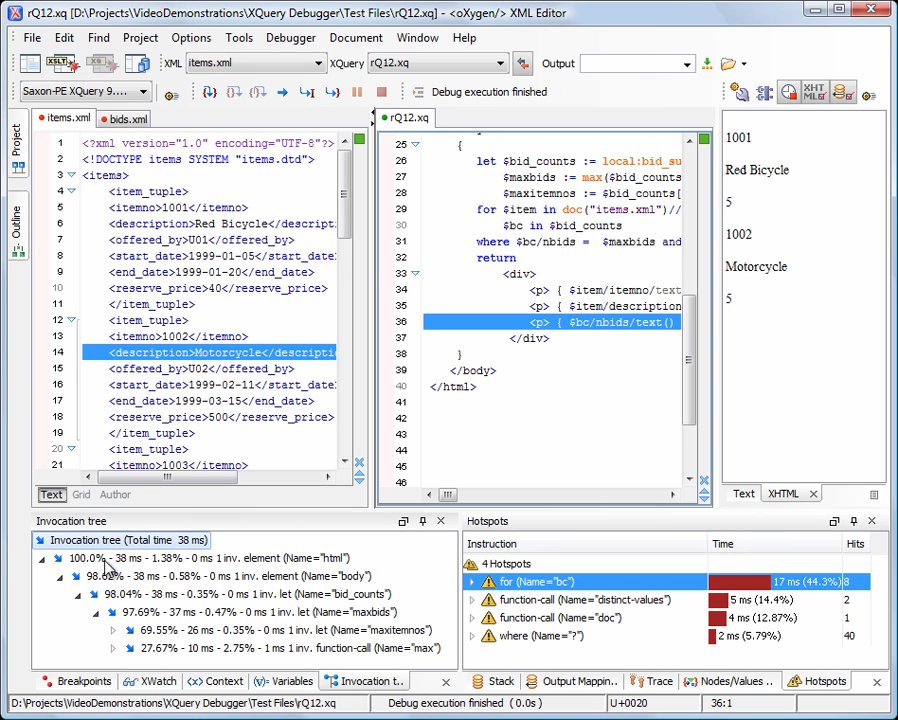 rQ12.xq [D:\Projects\VideoDemonstrations\XQuery Debugger\Test Files\rQ12.xq] - <oXygen/> XML Editor
File Edit Find Project Options Tools Debugger Document Window Help
XSLT XML items.xml XQuery rQ12.xq Output
Saxon-PE XQuery 9.... Debug execution finished
XHT
ML
Project
Outline
items.xml bids.xml
1 <?xml version="1.0" encoding="UTF-8"?>
2 <!DOCTYPE items SYSTEM "items.dtd">
3 <items>
4 <item_tuple>
5 <itemno>1001</itemno>
6 <description>Red Bicycle</descripti
7 <offered_by>U01</offered_by>
8 <start_date>1999-01-05</start_date>
9 <end_date>1999-01-20</end_date>
10 <reserve_price>40</reserve_price>
11 </item_tuple>
12 <item_tuple>
13 <itemno>1002</itemno>
14 <description>Motorcycle</descriptio
15 <offered_by>U02</offered_by>
16 <start_date>1999-02-11</start_date>
17 <end_date>1999-03-15</end_date>
18 <reserve_price>500</reserve_price>
19 </item_tuple>
20 <item_tuple>
21 <itemno>1003</itemno>
Text Grid Author
rQ12.xq
25 {
26 let $bid_counts := local:bid_su
27 $maxbids := max($bid_counts
28 $maxitemnos := $bid_counts[
29 for $item in doc("items.xml")//
30 $bc in $bid_counts
31 where $bc/nbids = $maxbids and
32 return
33 <div>
34 <p> { $item/itemno/text
35 <p> { $item/description
36 <p> { $bc/nbids/text()
37 </div>
38 }
39 </body>
40 </html>
41
42
43
44
45
46
1001
Red Bicycle
5
1002
Motorcycle
5
Text XHTML
Invocation tree
Invocation tree (Total time 38 ms)
100.0% - 38 ms - 1.38% - 0 ms 1 inv. element (Name="html")
- 38 ms - 0.58% - 0 ms 1 inv. element (Name="body")
98.04% - 38 ms - 0.35% - 0 ms 1 inv. let (Name="bid_counts")
97.69% - 37 ms - 0.47% - 0 ms 1 inv. let (Name="maxbids")
69.55% - 26 ms - 0.35% - 0 ms 1 inv. let (Name="maxitemnos")
27.67% - 10 ms - 2.75% - 1 ms 1 inv. function-call (Name="max")
Hotspots
Instruction Time Hits
4 Hotspots
for (Name="bc") 17 ms (44.3%) 8
function-call (Name="distinct-values") 5 ms (14.4%) 2
function-call (Name="doc") 4 ms (12.87%) 1
where (Name="?") 2 ms (5.79%) 40
Breakpoints XWatch Context Variables Invocation t..
Stack Output Mappin.. Trace Nodes/Values .. Hotspots
D:\Projects\VideoDemonstrations\XQuery Debugger\Test Files\rQ12.xq Debug execution finished ( 0.0s ) U+0020 36:1